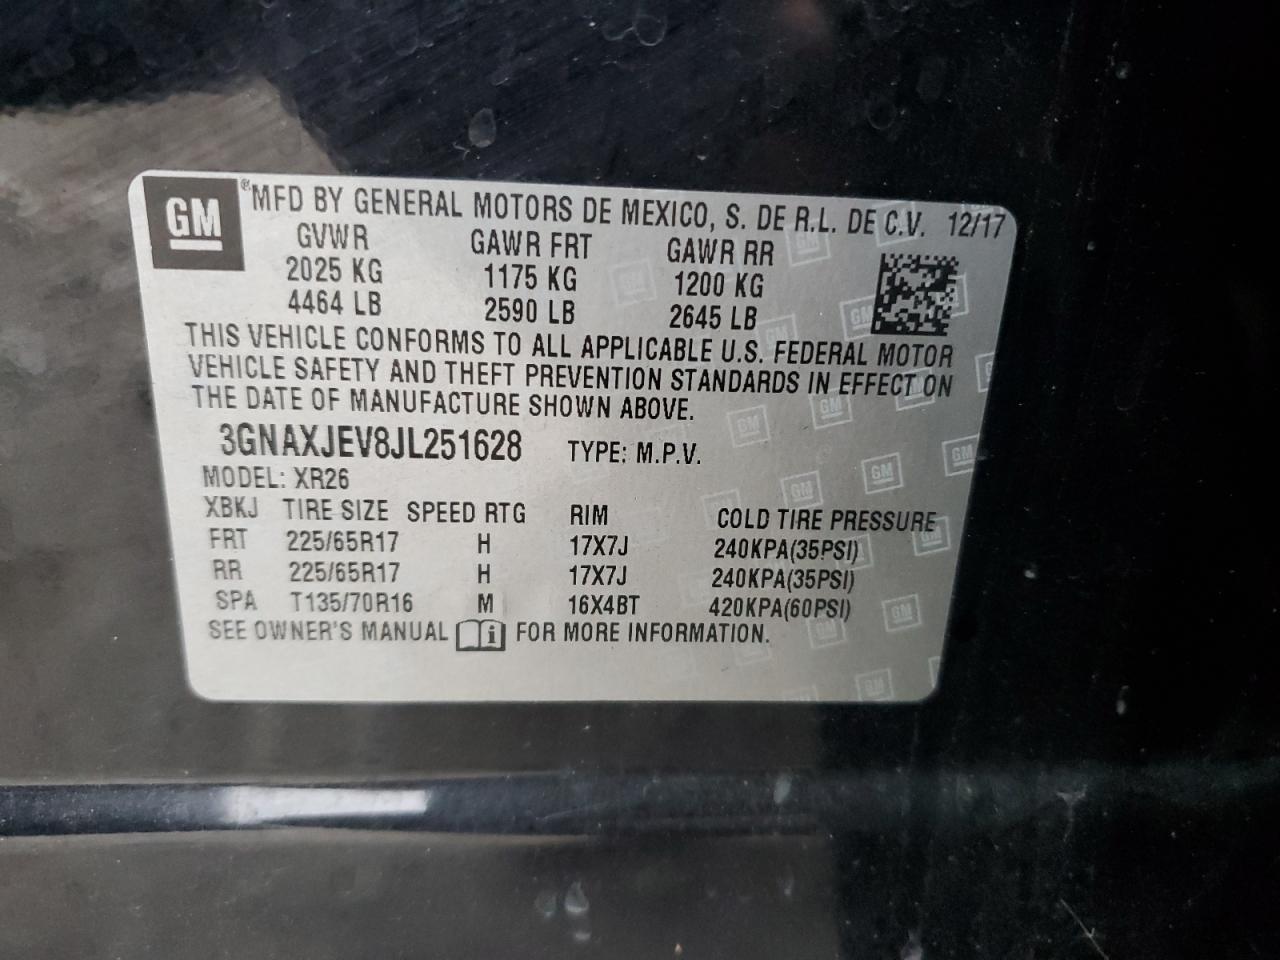 GM ® MFD BY GENERAL MOTORS DE MEXICO, S. DE R.L. DE C.V. 12/17
GVWR GAWR FRT GAWR RR
2025 KG 1175 KG 1200 KG
4464 LB 2590 LB 2645 LB
THIS VEHICLE CONFORMS TO ALL APPLICABLE U.S. FEDERAL MOTOR
VEHICLE SAFETY AND THEFT PREVENTION STANDARDS IN EFFECT ON
THE DATE OF MANUFACTURE SHOWN ABOVE.
3GNAXJEV8JL251628 TYPE: M.P.V.
MODEL: XR26
XBKJ TIRE SIZE SPEED RTG RIM COLD TIRE PRESSURE
FRT 225/65R17 H 17X7J 240KPA(35PSI)
RR 225/65R17 H 17X7J 240KPA(35PSI)
SPA T135/70R16 M 16X4BT 420KPA(60PSI)
SEE OWNER'S MANUAL i FOR MORE INFORMATION.